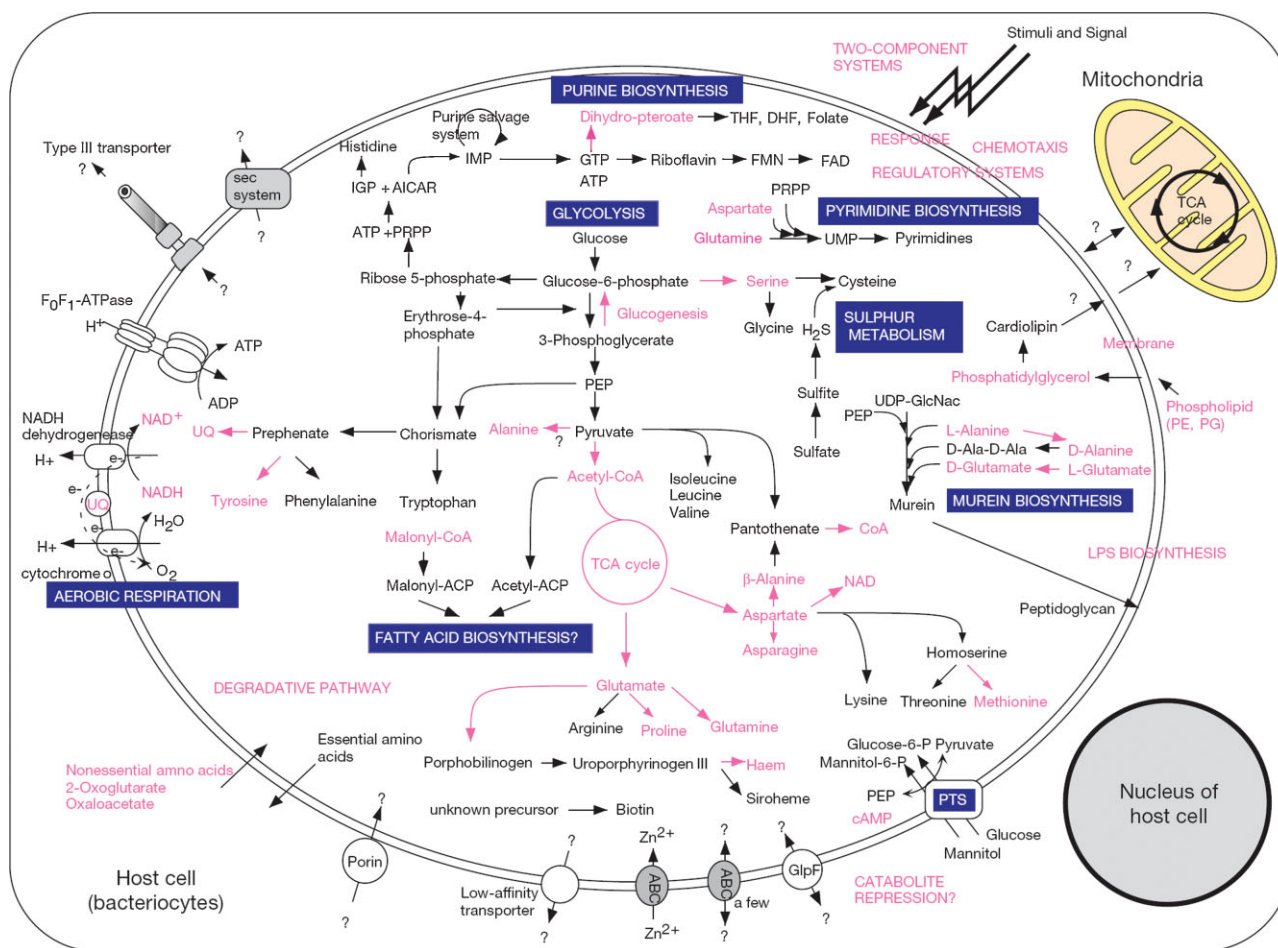 Stimuli and Signal
TWO-COMPONENT
SYSTEMS
Mitochondria
PURINE BIOSYNTHESIS
Purine salvage
system
Dihydro-pteroate
THF, DHF, Folate
RESPONSE
CHEMOTAXIS
REGULATORY SYSTEMS
?
Type III transporter
?
sec
system
?
?
Histidine
IMP
GTP
ATP
Riboflavin
FMN
FAD
IGP + AICAR
ATP +PRPP
TCA
cycle
PRPP
GLYCOLYSIS
Aspartate
PYRIMIDINE BIOSYNTHESIS
Glucose
Glutamine
UMP
Pyrimidines
?
?
Ribose 5-phosphate
Glucose-6-phosphate
Serine
Cysteine
F0F1-ATPase
H+
Erythrose-4-
phosphate
Glucogenesis
Glycine
H2S
SULPHUR
METABOLISM
?
Cardiolipin
ATP
3-Phosphoglycerate
Membrane
ADP
PEP
Sulfite
Phosphatidylglycerol
UDP-GlcNac
PEP
Phospholipid
(PE, PG)
NADH
dehydrogenease
NAD+
UQ
Prephenate
Chorismate
Alanine
?
Pyruvate
L-Alanine
D-Ala-D-Ala
D-Alanine
H+
e-
Sulfate
D-Glutamate
L-Glutamate
e-
NADH
Tyrosine
Phenylalanine
Tryptophan
Acetyl-CoA
Isoleucine
Leucine
Valine
Murein
MUREIN BIOSYNTHESIS
UQ
e-
H2O
Malonyl-CoA
Pantothenate
CoA
H+
e-
LPS BIOSYNTHESIS
cytochrome o
O2
TCA cycle
Malonyl-ACP
Acetyl-ACP
β-Alanine
NAD
AEROBIC RESPIRATION
Aspartate
Peptidoglycan
FATTY ACID BIOSYNTHESIS?
Asparagine
Homoserine
DEGRADATIVE PATHWAY
Glutamate
Lysine
Threonine
Methionine
Arginine
Proline
Glutamine
Essential amino
acids
Nonessential amno acids
2-Oxoglutarate
Oxaloacetate
Porphobilinogen
Uroporphyrinogen III
Haem
Glucose-6-P
Pyruvate
Mannitol-6-P
Siroheme
PEP
PTS
unknown precursor
Biotin
cAMP
Glucose
Mannitol
Nucleus of
host cell
?
Porin
?
?
Low-affinity
transporter
?
Zn2+
ABC
Zn2+
?
ABC
a few
?
?
GlpF
?
CATABOLITE
REPRESSION?
Host cell
(bacteriocytes)